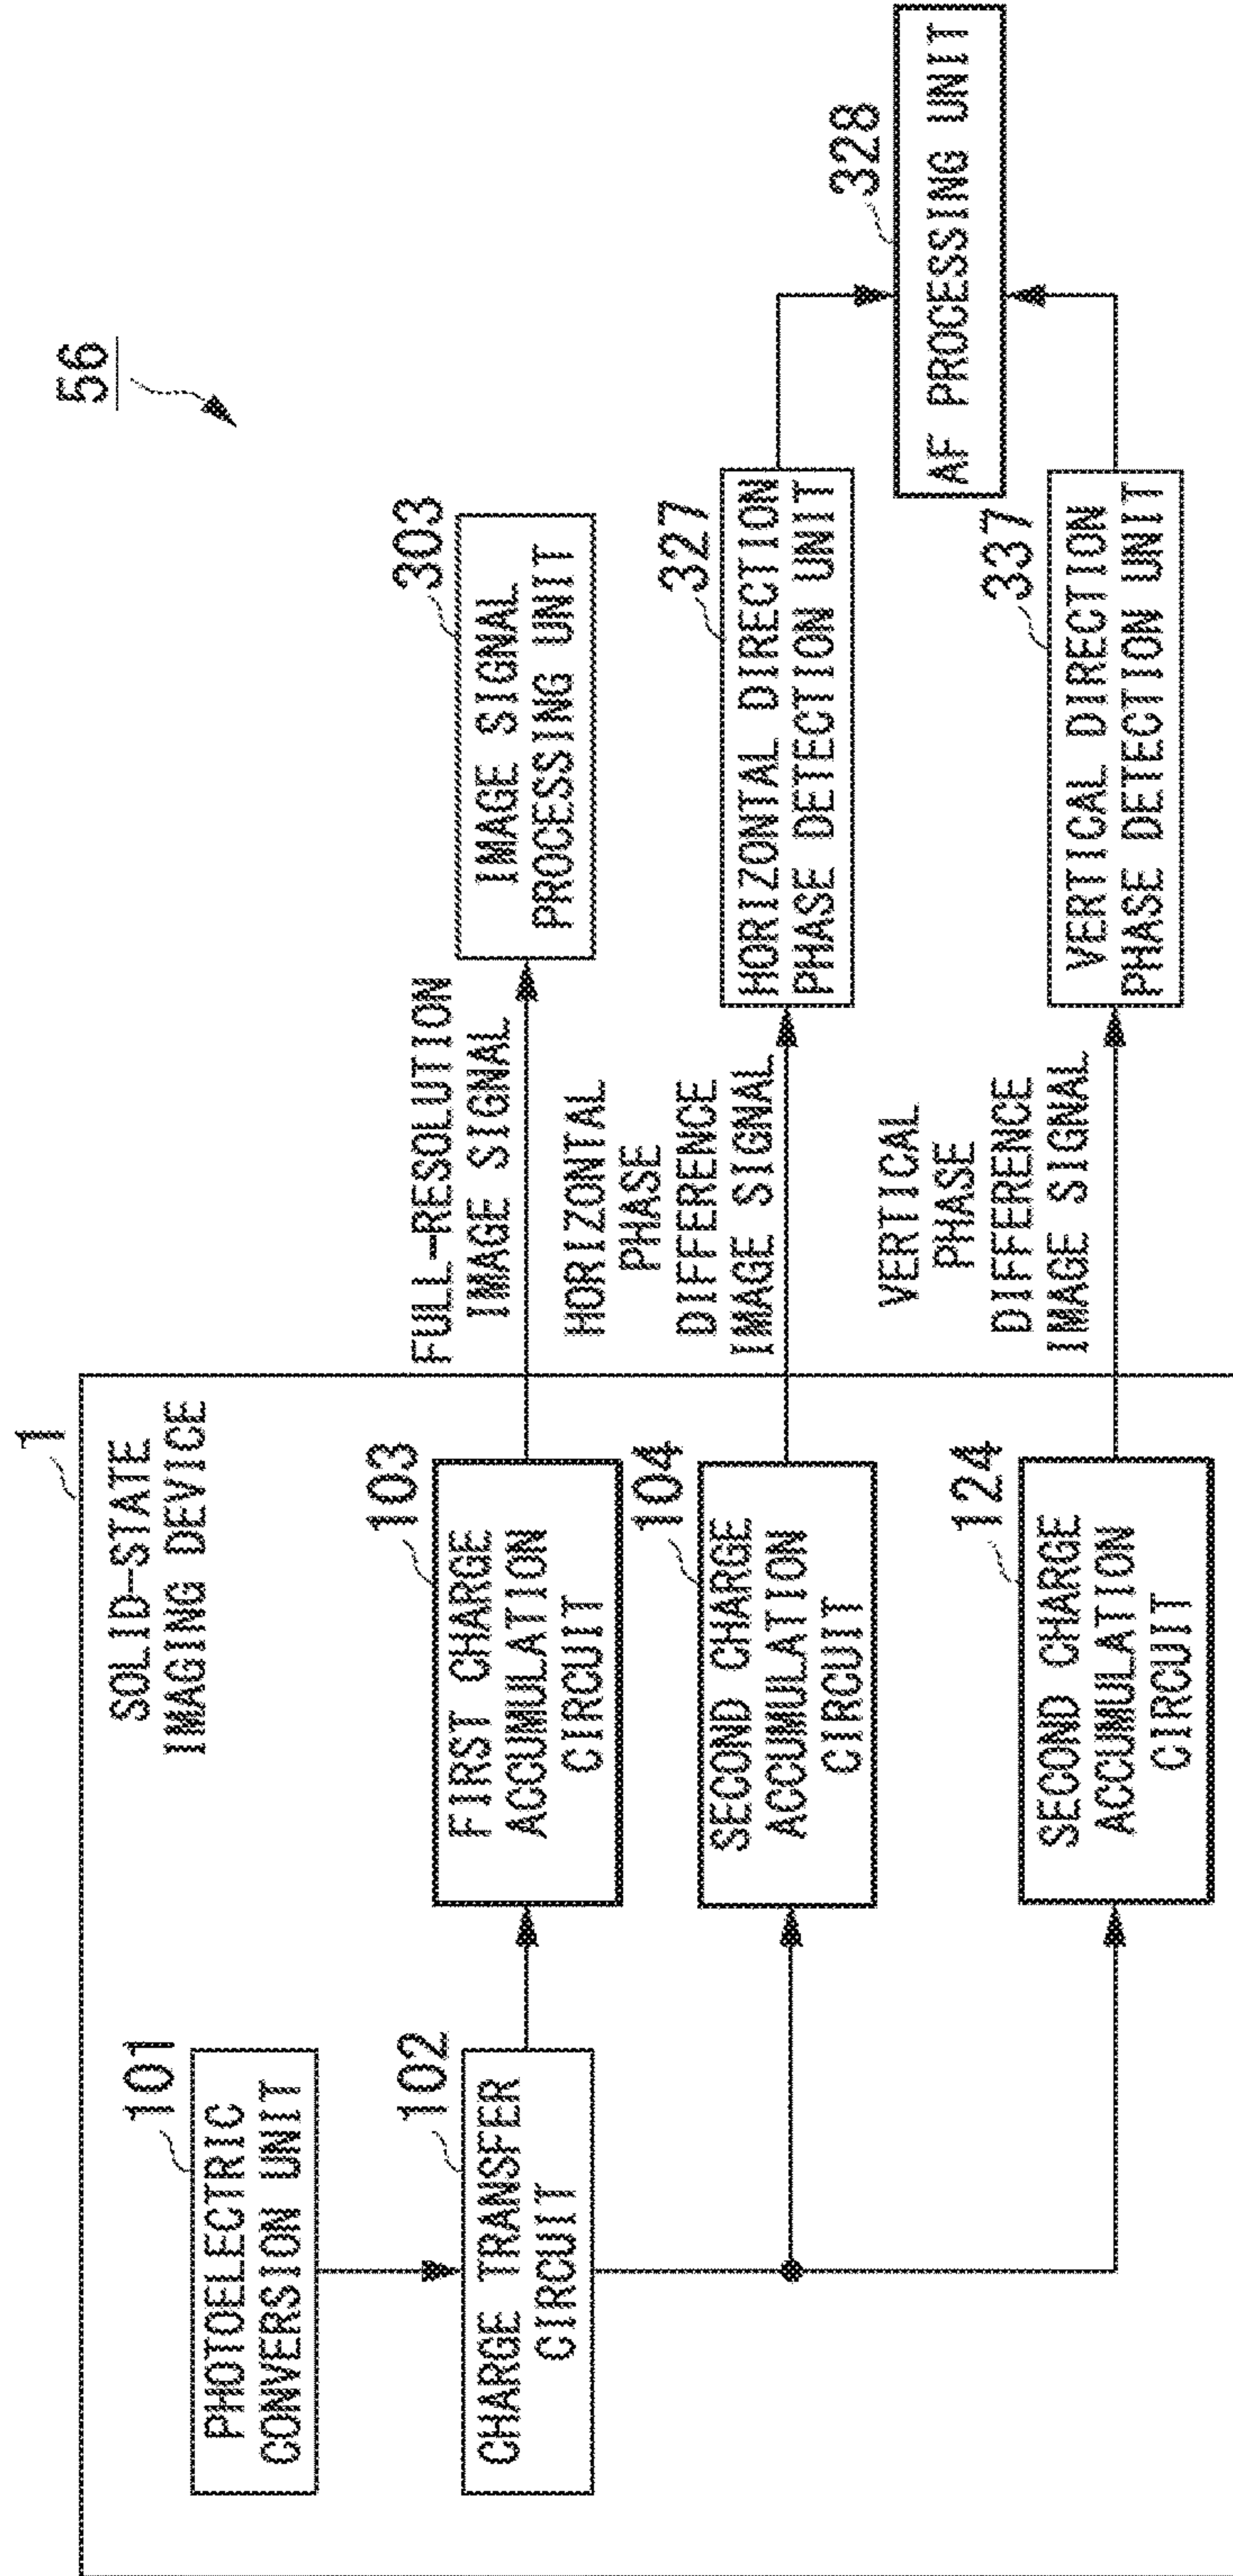 56
1
SOLID-STATE
IMAGING DEVICE
101
PHOTOELECTRIC
CONVERSION UNIT
102
CHARGE TRANSFER
CIRCUIT
103
FIRST CHARGE
ACCUMULATION
CIRCUIT
FULL-RESOLUTION
IMAGE SIGNAL
303
IMAGE SIGNAL
PROCESSING UNIT
104
SECOND CHARGE
ACCUMULATION
CIRCUIT
HORIZONTAL
PHASE
DIFFERENCE
IMAGE SIGNAL
327
HORIZONTAL DIRECTION
PHASE DETECTION UNIT
328
AF PROCESSING UNIT
124
SECOND CHARGE
ACCUMULATION
CIRCUIT
VERTICAL
PHASE
DIFFERENCE
IMAGE SIGNAL
337
VERTICAL DIRECTION
PHASE DETECTION UNIT